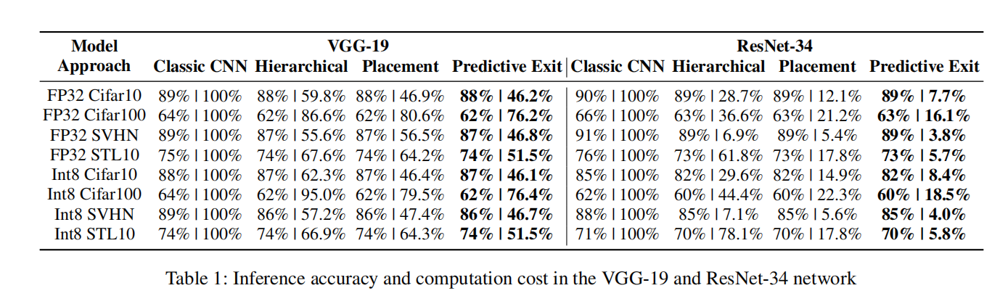 Model VGG-19 ResNet-34
Approach Classic CNN Hierarchical Placement Predictive Exit Classic CNN Hierarchical Placement Predictive Exit
FP32 Cifar10 89% | 100% 88% | 59.8% 88% | 46.9% 88% | 46.2% 90% | 100% 89% | 28.7% 89% | 12.1% 89% | 7.7%
FP32 Cifar100 64% | 100% 62% | 86.6% 62% | 80.6% 62% | 76.2% 66% | 100% 63% | 36.6% 63% | 21.2% 63% | 16.1%
FP32 SVHN 89% | 100% 87% | 55.6% 87% | 56.5% 87% | 46.8% 91% | 100% 89% | 6.9% 89% | 5.4% 89% | 3.8%
FP32 STL10 75% | 100% 74% | 67.6% 74% | 64.2% 74% | 51.5% 76% | 100% 73% | 61.8% 73% | 17.8% 73% | 5.7%
Int8 Cifar10 88% | 100% 87% | 62.3% 87% | 46.4% 87% | 46.1% 85% | 100% 82% | 29.6% 82% | 14.9% 82% | 8.4%
Int8 Cifar100 64% | 100% 62% | 95.0% 62% | 79.5% 62% | 76.4% 62% | 100% 60% | 44.4% 60% | 22.3% 60% | 18.5%
Int8 SVHN 89% | 100% 86% | 57.2% 86% | 47.4% 86% | 46.7% 88% | 100% 85% | 7.1% 85% | 5.6% 85% | 4.0%
Int8 STL10 74% | 100% 74% | 66.9% 74% | 64.3% 74% | 51.5% 71% | 100% 70% | 78.1% 70% | 17.8% 70% | 5.8%
Table 1: Inference accuracy and computation cost in the VGG-19 and ResNet-34 network